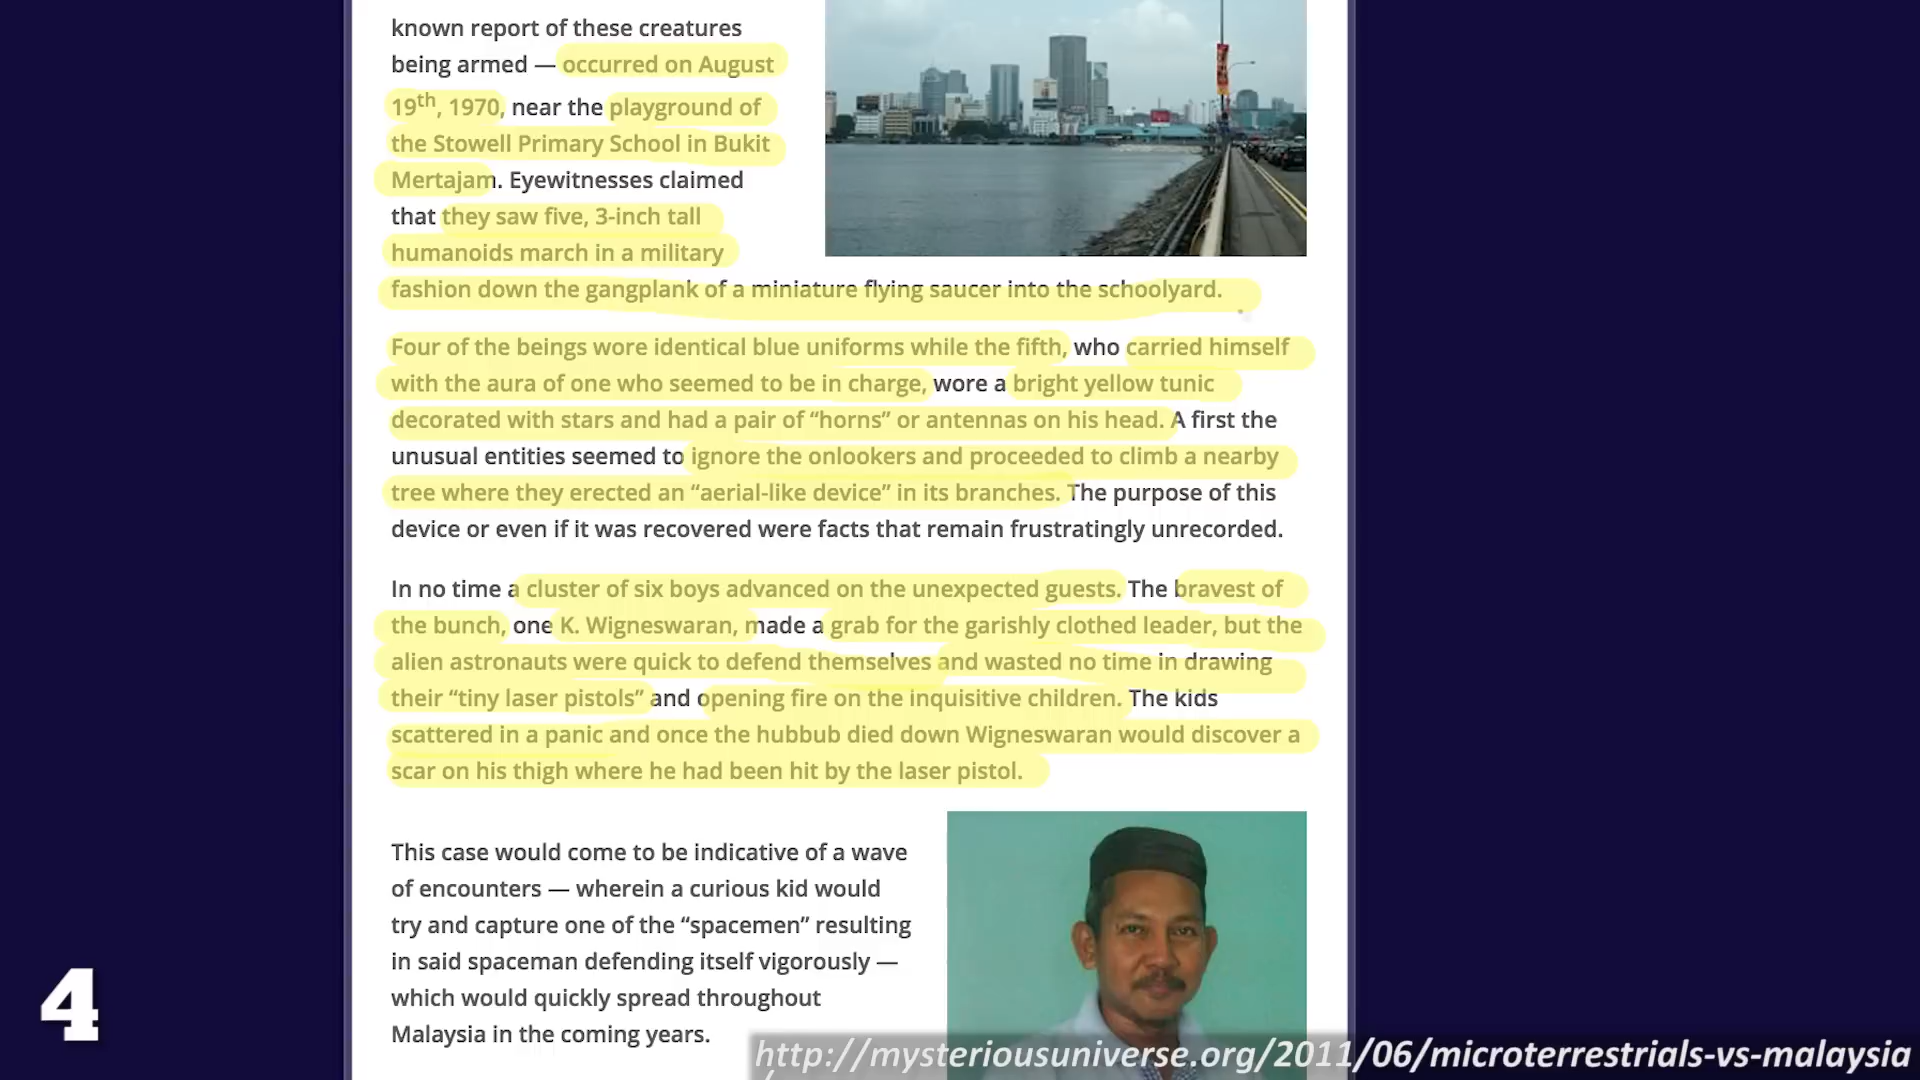 known report of these creatures
being armed — occurred on August
19th, 1970, near the playground of
the Stowell Primary School in Bukit
Mertajam. Eyewitnesses claimed
that they saw five, 3-inch tall
humanoids march in a military
fashion down the gangplank of a miniature flying saucer into the schoolyard.
Four of the beings wore identical blue uniforms while the fifth, who carried himself
with the aura of one who seemed to be in charge, wore a bright yellow tunic
decorated with stars and had a pair of “horns” or antennas on his head. A first the
unusual entities seemed to ignore the onlookers and proceeded to climb a nearby
tree where they erected an “aerial-like device” in its branches. The purpose of this
device or even if it was recovered were facts that remain frustratingly unrecorded.
In no time a cluster of six boys advanced on the unexpected guests. The bravest of
the bunch, one K. Wigneswaran, made a grab for the garishly clothed leader, but the
alien astronauts were quick to defend themselves and wasted no time in drawing
their “tiny laser pistols” and opening fire on the inquisitive children. The kids
scattered in a panic and once the hubbub died down Wigneswaran would discover a
scar on his thigh where he had been hit by the laser pistol.
This case would come to be indicative of a wave
of encounters — wherein a curious kid would
try and capture one of the “spacemen” resulting
in said spaceman defending itself vigorously —
which would quickly spread throughout
Malaysia in the coming years.
4
http://mysteriousuniverse.org/2011/06/microterrestrials-vs-malaysia